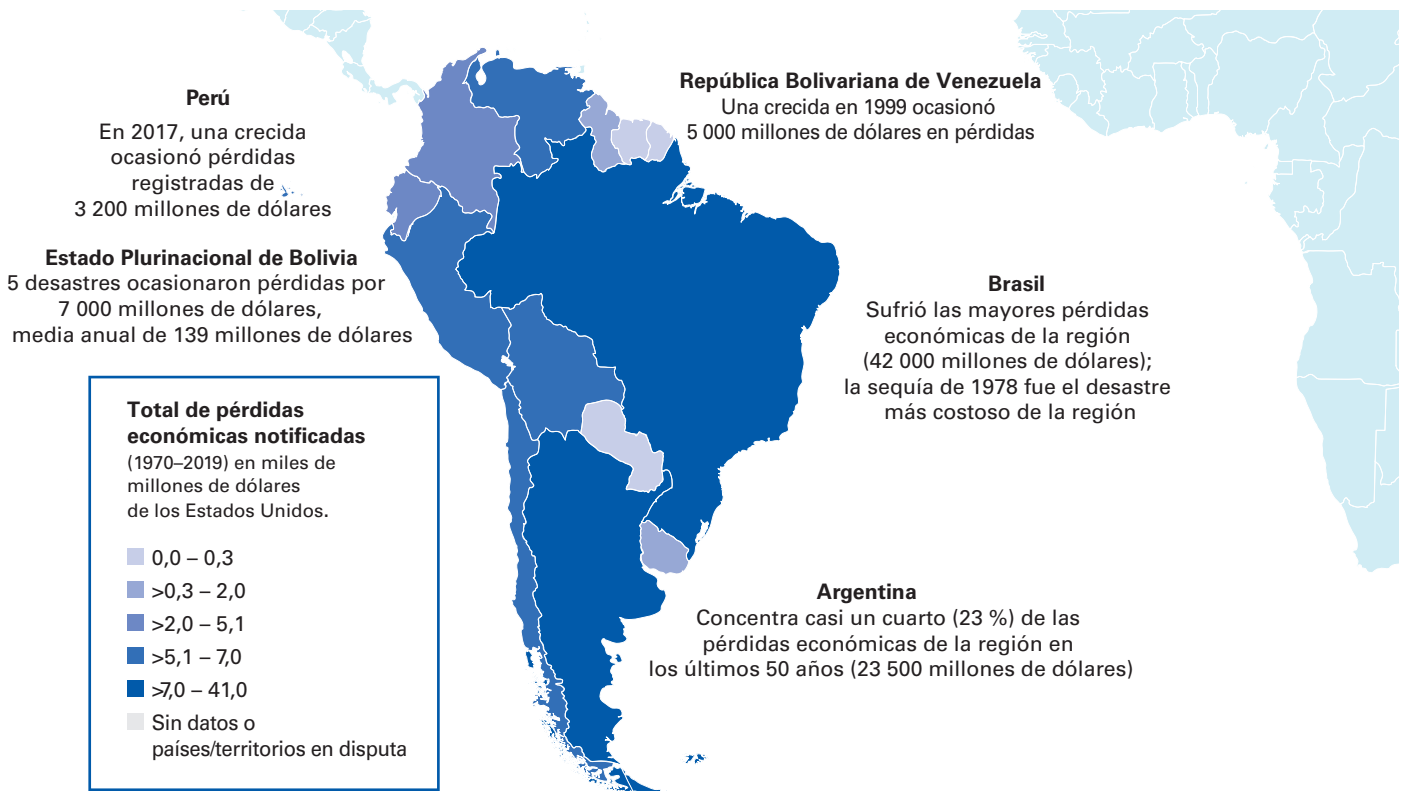 Perú
En 2017, una crecida
ocasionó pérdidas
registradas de
3 200 millones de dólares
Estado Plurinacional de Bolivia
5 desastres ocasionaron pérdidas por
7 000 millones de dólares,
media anual de 139 millones de dólares
República Bolivariana de Venezuela
Una crecida en 1999 ocasionó
5 000 millones de dólares en pérdidas
Brasil
Sufrió las mayores pérdidas
económicas de la región
(42 000 millones de dólares);
la sequía de 1978 fue el desastre
más costoso de la región
Argentina
Concentra casi un cuarto (23 %) de las
pérdidas económicas de la región en
los últimos 50 años (23 500 millones de dólares)
Total de pérdidas
económicas notificadas
(1970–2019) en miles de
millones de dólares
de los Estados Unidos.
0,0 – 0,3
>0,3 – 2,0
>2,0 – 5,1
>5,1 – 7,0
>7,0 – 41,0
Sin datos o
países/territorios en disputa